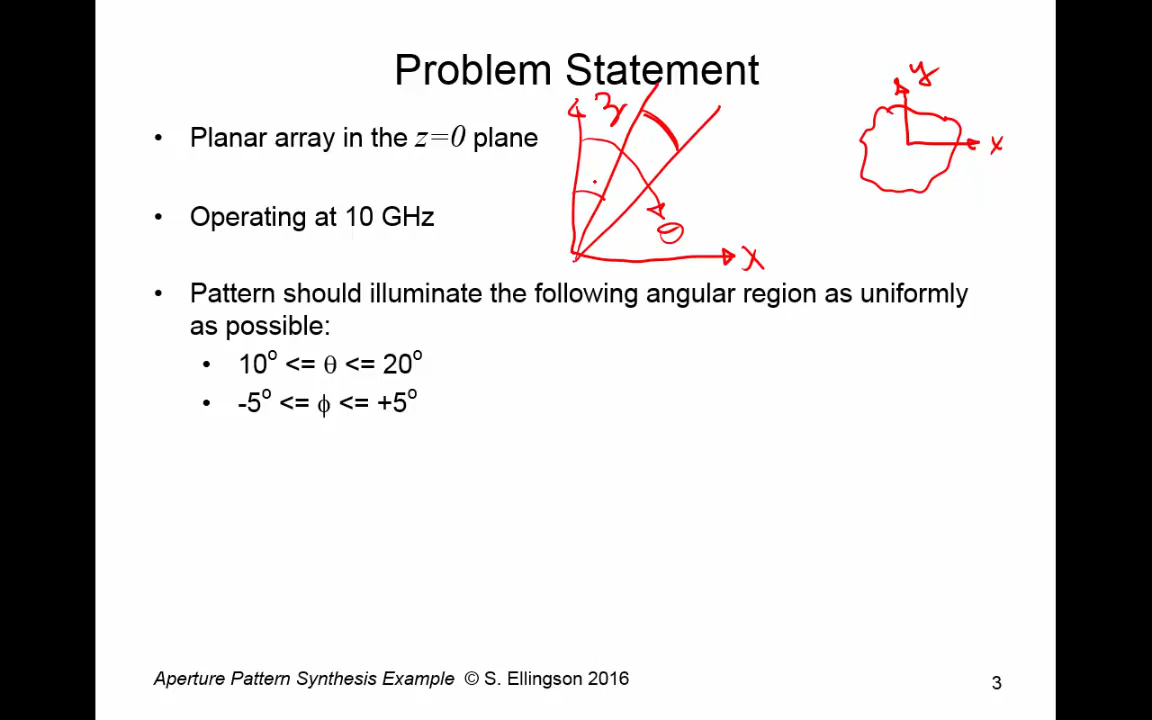 Problem Statement
• Planar array in the z=0 plane
• Operating at 10 GHz
• Pattern should illuminate the following angular region as uniformly
as possible:
• 10° <= θ <= 20°
• -5° <= ϕ <= +5°
z
θ
x
y
x
Aperture Pattern Synthesis Example © S. Ellingson 2016
3